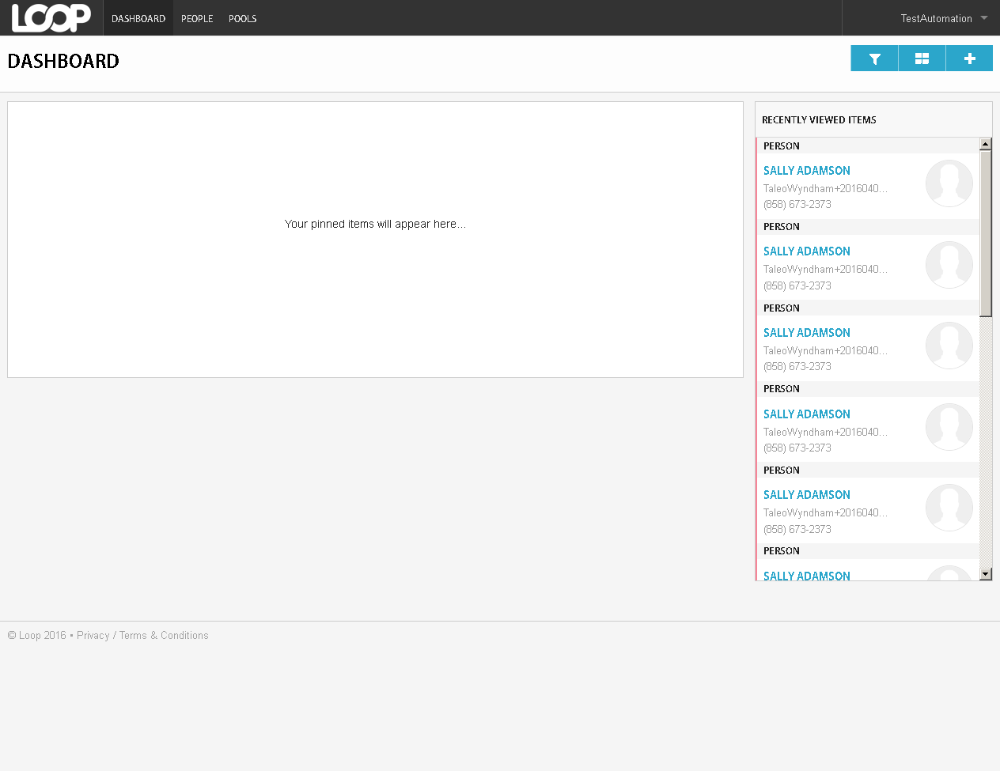 LOOP
DASHBOARD PEOPLE POOLS TestAutomation
DASHBOARD
RECENTLY VIEWED ITEMS
Your pinned items will appear here...
PERSON
SALLY ADAMSON
TaleoWyndham+2016040...
(858) 673-2373
PERSON
SALLY ADAMSON
TaleoWyndham+2016040...
(858) 673-2373
PERSON
SALLY ADAMSON
TaleoWyndham+2016040...
(858) 673-2373
PERSON
SALLY ADAMSON
TaleoWyndham+2016040...
(858) 673-2373
PERSON
SALLY ADAMSON
TaleoWyndham+2016040...
(858) 673-2373
PERSON
SALLY ADAMSON
© Loop 2016 • Privacy / Terms & Conditions